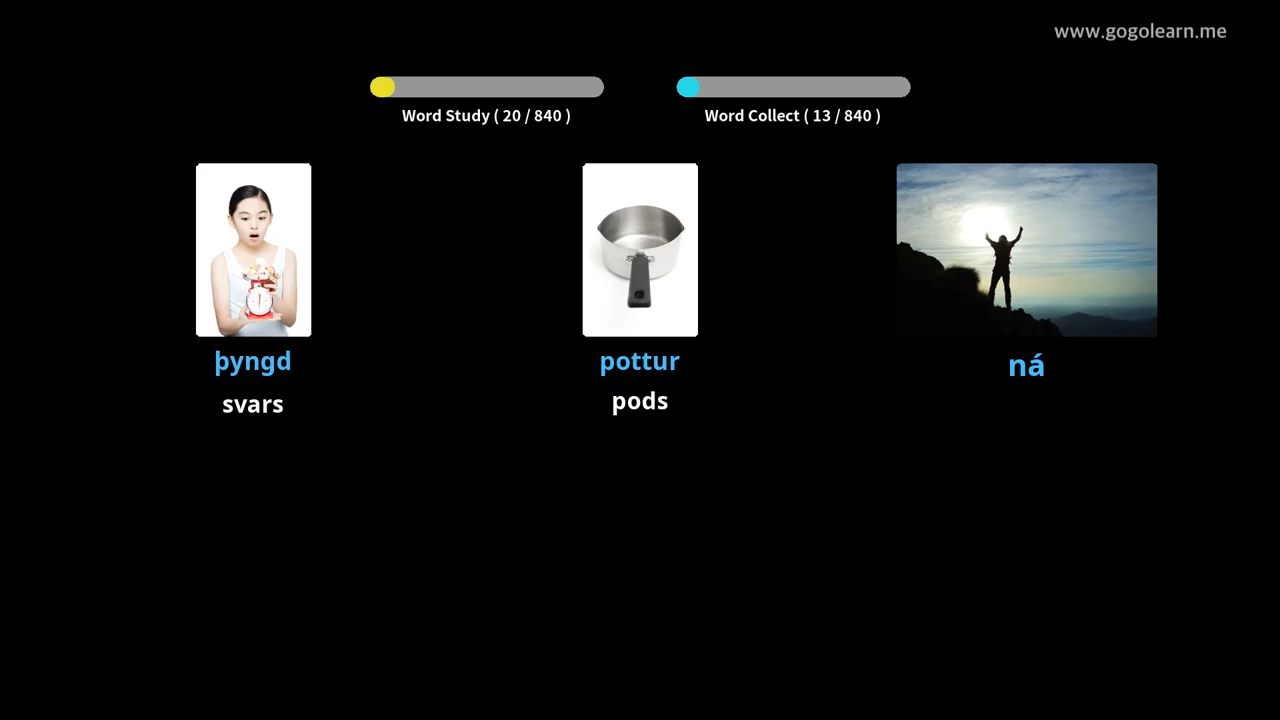 www.gogolearn.me
Word Study ( 20 / 840 )
Word Collect ( 13 / 840 )
þyngd
svars
pottur
pods
ná